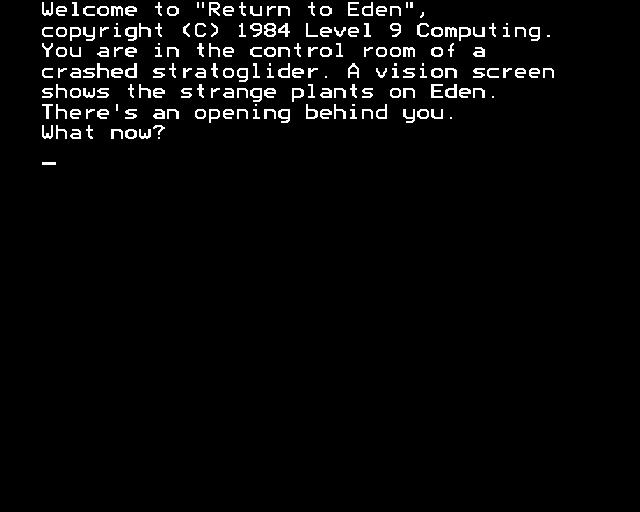 Welcome to "Return to Eden",
copyright (C) 1984 Level 9 Computing.
You are in the control room of a
crashed stratoglider. A vision screen
shows the strange plants on Eden.
There's an opening behind you.
What now?